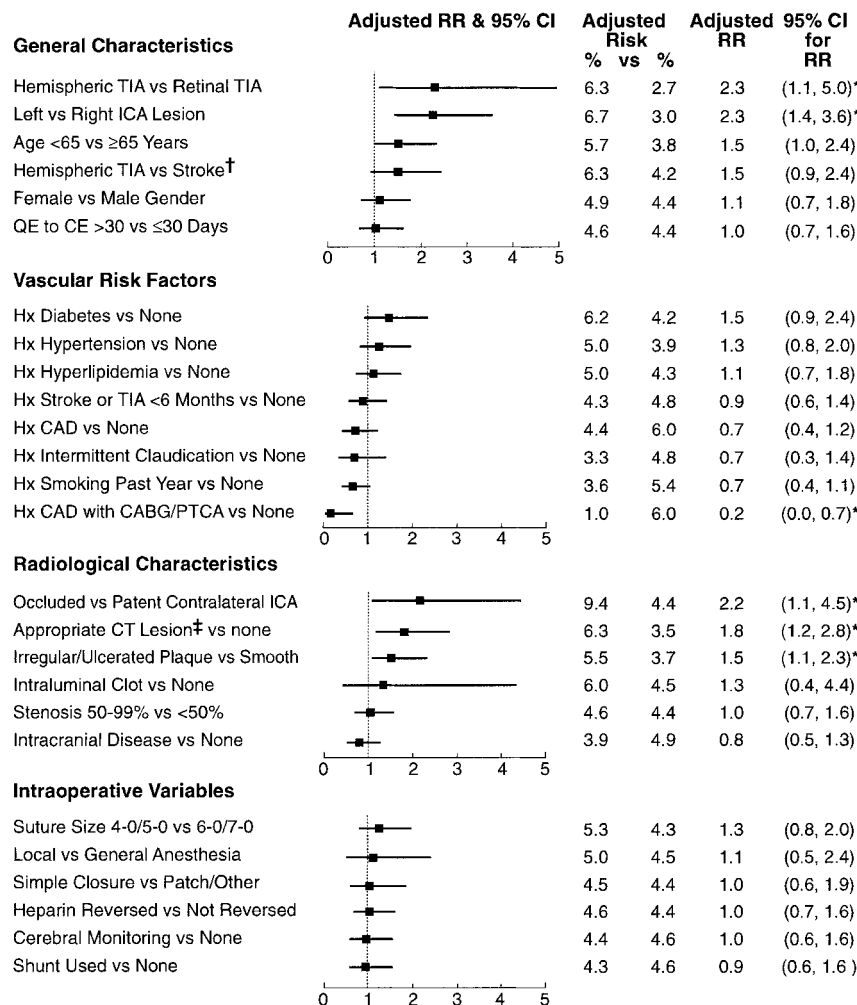 Adjusted RR & 95% CI Adjusted Risk % vs % Adjusted RR 95% CI for RR
General Characteristics
Hemispheric TIA vs Retinal TIA 6.3 2.7 2.3 (1.1, 5.0)*
Left vs Right ICA Lesion 6.7 3.0 2.3 (1.4, 3.6)*
Age <65 vs ≥65 Years 5.7 3.8 1.5 (1.0, 2.4)
Hemispheric TIA vs Stroke† 6.3 4.2 1.5 (0.9, 2.4)
Female vs Male Gender 4.9 4.4 1.1 (0.7, 1.8)
QE to CE >30 vs ≤30 Days 4.6 4.4 1.0 (0.7, 1.6)
0 1 2 3 4 5
Vascular Risk Factors
Hx Diabetes vs None 6.2 4.2 1.5 (0.9, 2.4)
Hx Hypertension vs None 5.0 3.9 1.3 (0.8, 2.0)
Hx Hyperlipidemia vs None 5.0 4.3 1.1 (0.7, 1.8)
Hx Stroke or TIA <6 Months vs None 4.3 4.8 0.9 (0.6, 1.4)
Hx CAD vs None 4.4 6.0 0.7 (0.4, 1.2)
Hx Intermittent Claudication vs None 3.3 4.8 0.7 (0.3, 1.4)
Hx Smoking Past Year vs None 3.6 5.4 0.7 (0.4, 1.1)
Hx CAD with CABG/PTCA vs None 1.0 6.0 0.2 (0.0, 0.7)*
0 1 2 3 4 5
Radiological Characteristics
Occluded vs Patent Contralateral ICA 9.4 4.4 2.2 (1.1, 4.5)*
Appropriate CT Lesion‡ vs none 6.3 3.5 1.8 (1.2, 2.8)*
Irregular/Ulcerated Plaque vs Smooth 5.5 3.7 1.5 (1.1, 2.3)*
Intraluminal Clot vs None 6.0 4.5 1.3 (0.4, 4.4)
Stenosis 50-99% vs <50% 4.6 4.4 1.0 (0.7, 1.6)
Intracranial Disease vs None 3.9 4.9 0.8 (0.5, 1.3)
0 1 2 3 4 5
Intraoperative Variables
Suture Size 4-0/5-0 vs 6-0/7-0 5.3 4.3 1.3 (0.8, 2.0)
Local vs General Anesthesia 5.0 4.5 1.1 (0.5, 2.4)
Simple Closure vs Patch/Other 4.5 4.4 1.0 (0.6, 1.9)
Heparin Reversed vs Not Reversed 4.6 4.4 1.0 (0.7, 1.6)
Cerebral Monitoring vs None 4.4 4.6 1.0 (0.6, 1.6)
Shunt Used vs None 4.3 4.6 0.9 (0.6, 1.6 )
0 1 2 3 4 5